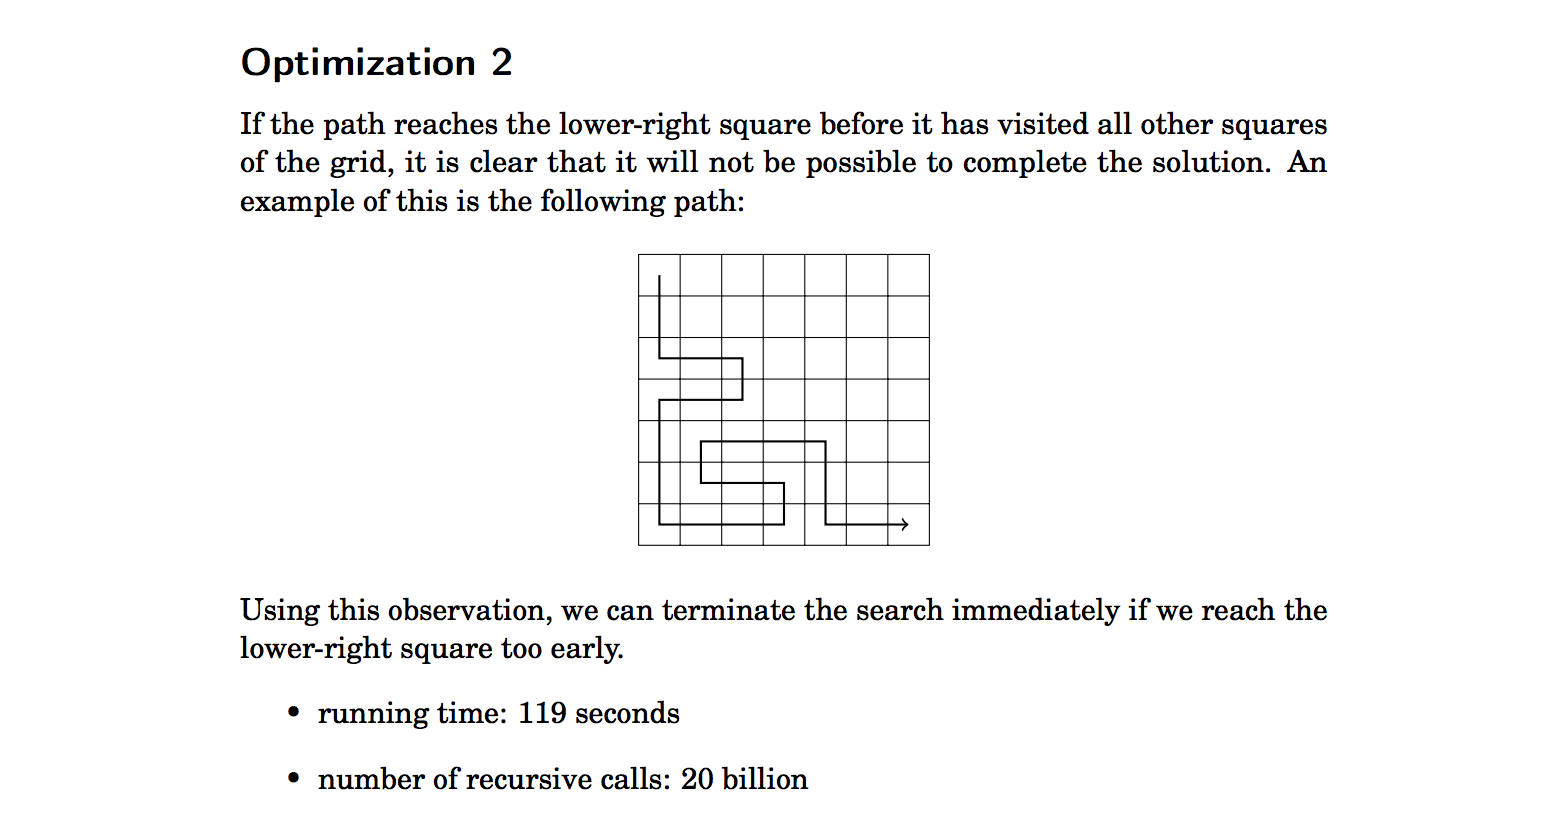 Optimization 2
If the path reaches the lower-right square before it has visited all other squares
of the grid, it is clear that it will not be possible to complete the solution. An
example of this is the following path:
Using this observation, we can terminate the search immediately if we reach the
lower-right square too early.
• running time: 119 seconds
• number of recursive calls: 20 billion